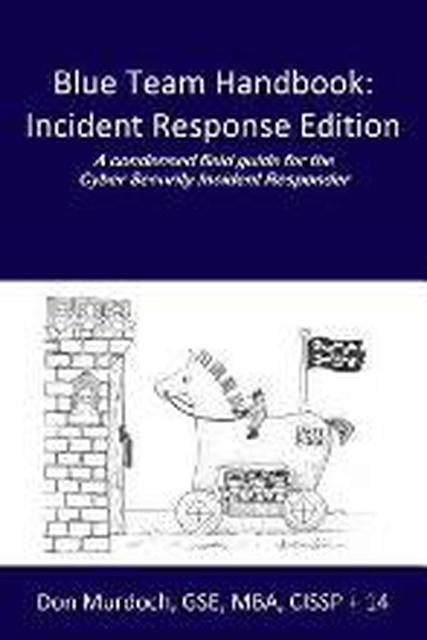 Blue Team Handbook:
Incident Response Edition
A condensed field guide for the
Cyber Security Incident Responder
Don Murdoch, GSE, MBA, CISSP + 14